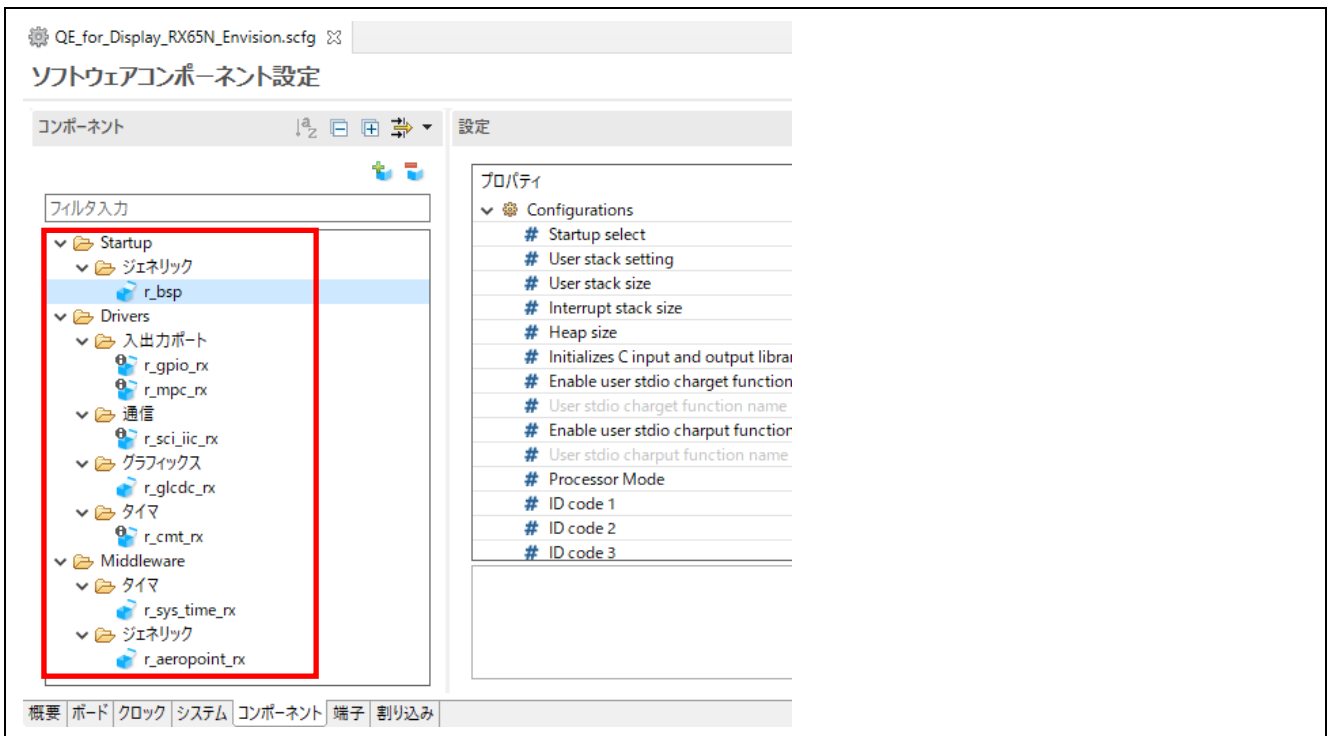 QE_for_Display_RX65N_Envision.scfg
ソフトウェアコンポーネント設定
コンポーネント
フィルタ入力
Startup
ジェネリック
r_bsp
Drivers
入出力ポート
r_gpio_rx
r_mpc_rx
通信
r_sci_iic_rx
グラフィックス
r_glcdc_rx
タイマ
r_cmt_rx
Middleware
タイマ
r_sys_time_rx
ジェネリック
r_aeropoint_rx
設定
プロパティ
Configurations
# Startup select
# User stack setting
# User stack size
# Interrupt stack size
# Heap size
# Initializes C input and output librar
# Enable user stdio charget function
# User stdio charget function name
# Enable user stdio charput function
# User stdio charput function name
# Processor Mode
# ID code 1
# ID code 2
# ID code 3
概要 ボード クロック システム コンポーネント 端子 割り込み